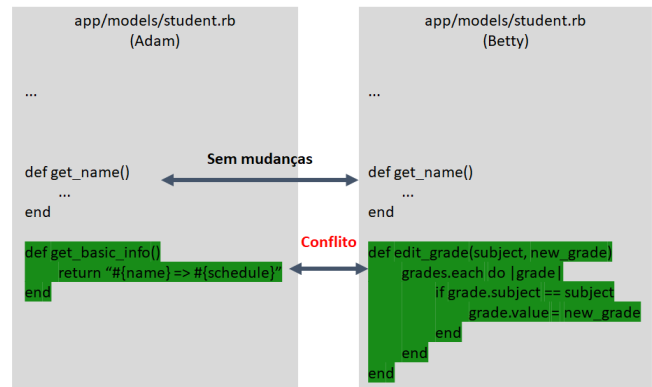 app/models/student.rb
(Adam)
...
def get_name()
...
end
def get_basic_info()
return “#{name} => #{schedule}”
end
Sem mudanças
Conflito
app/models/student.rb
(Betty)
...
def get_name()
...
end
def edit_grade(subject, new_grade)
grades.each do |grade|
if grade.subject == subject
grade.value = new_grade
end
end
end